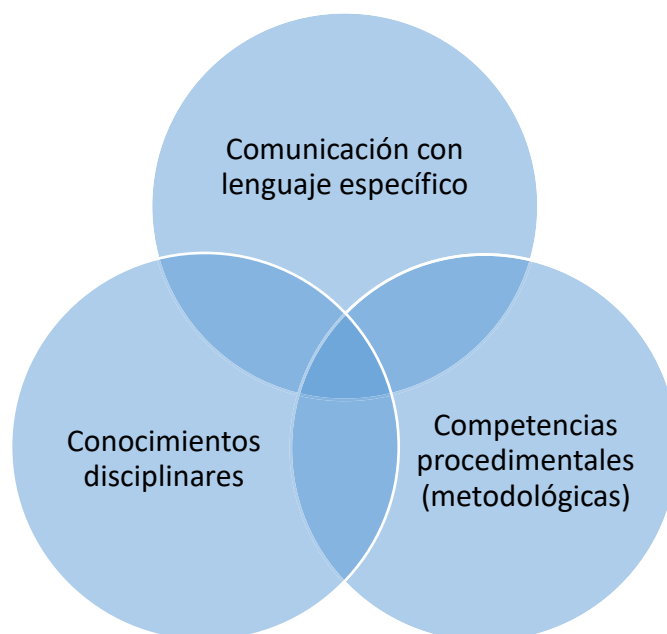 Comunicación con
lenguaje específico
Conocimientos
disciplinares
Competencias
procedimentales
(metodológicas)